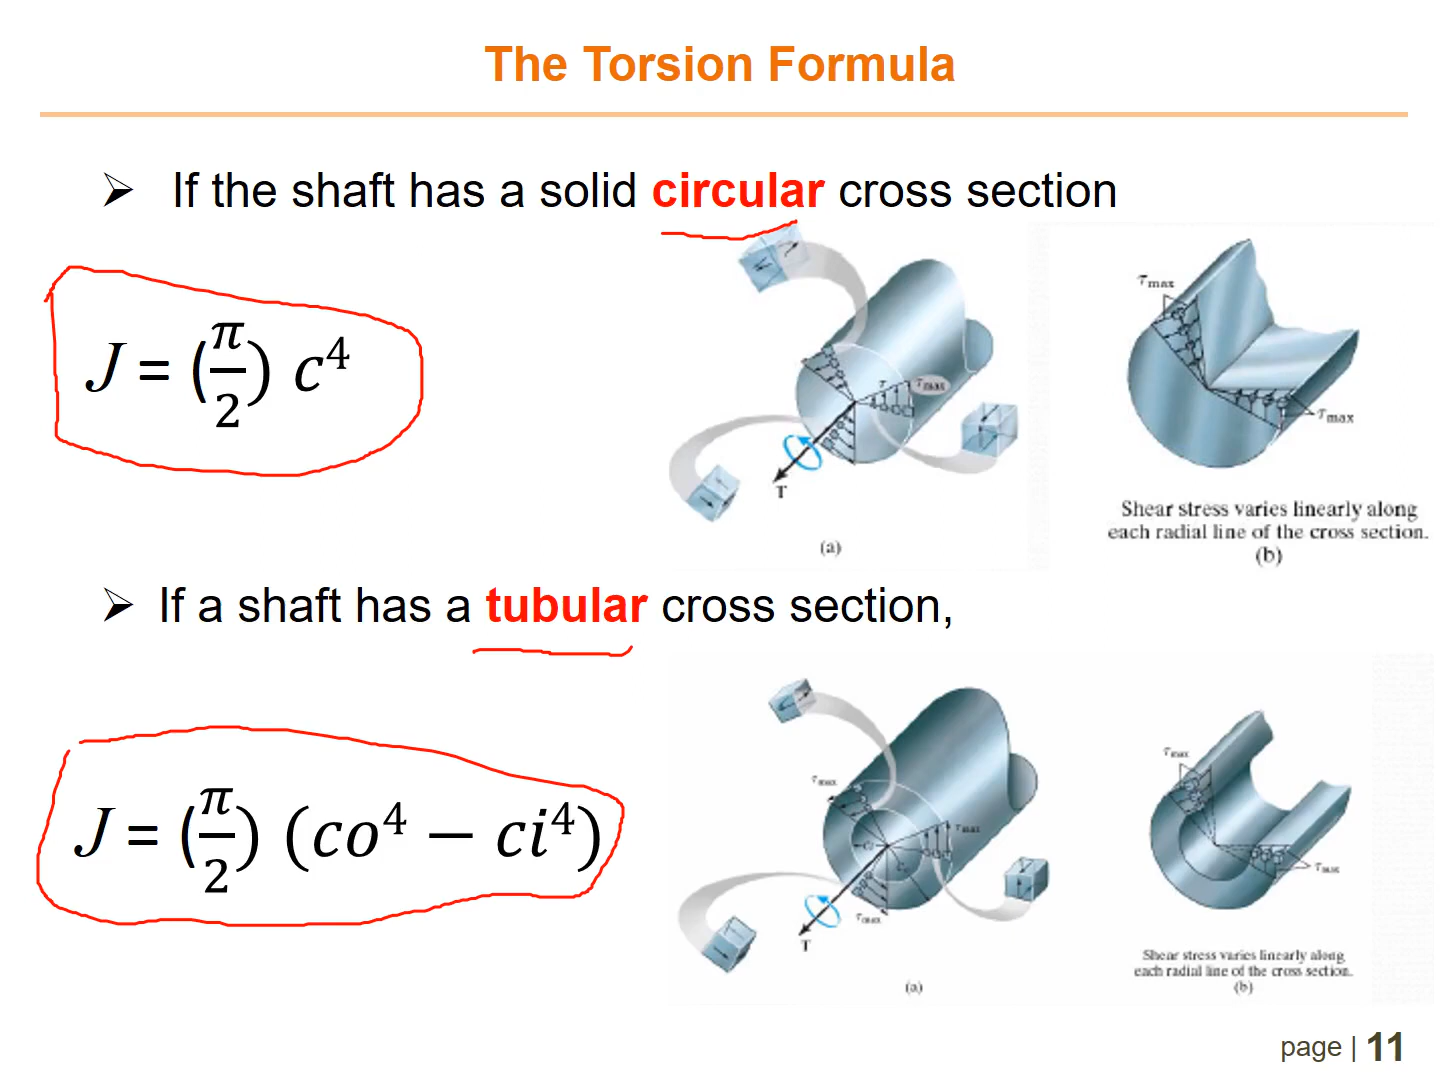 The Torsion Formula
➢ If the shaft has a solid circular cross section
J = (π/2) c⁴
τmax
τ τmax
τmax
T
(a)
Shear stress varies linearly along
each radial line of the cross section.
(b)
➢ If a shaft has a tubular cross section,
J = (π/2) (co⁴ − ci⁴)
τmax
τmax
τmax
T
(a)
τmax
τmax
Shear stress varies linearly along
each radial line of the cross section.
(b)
page | 11